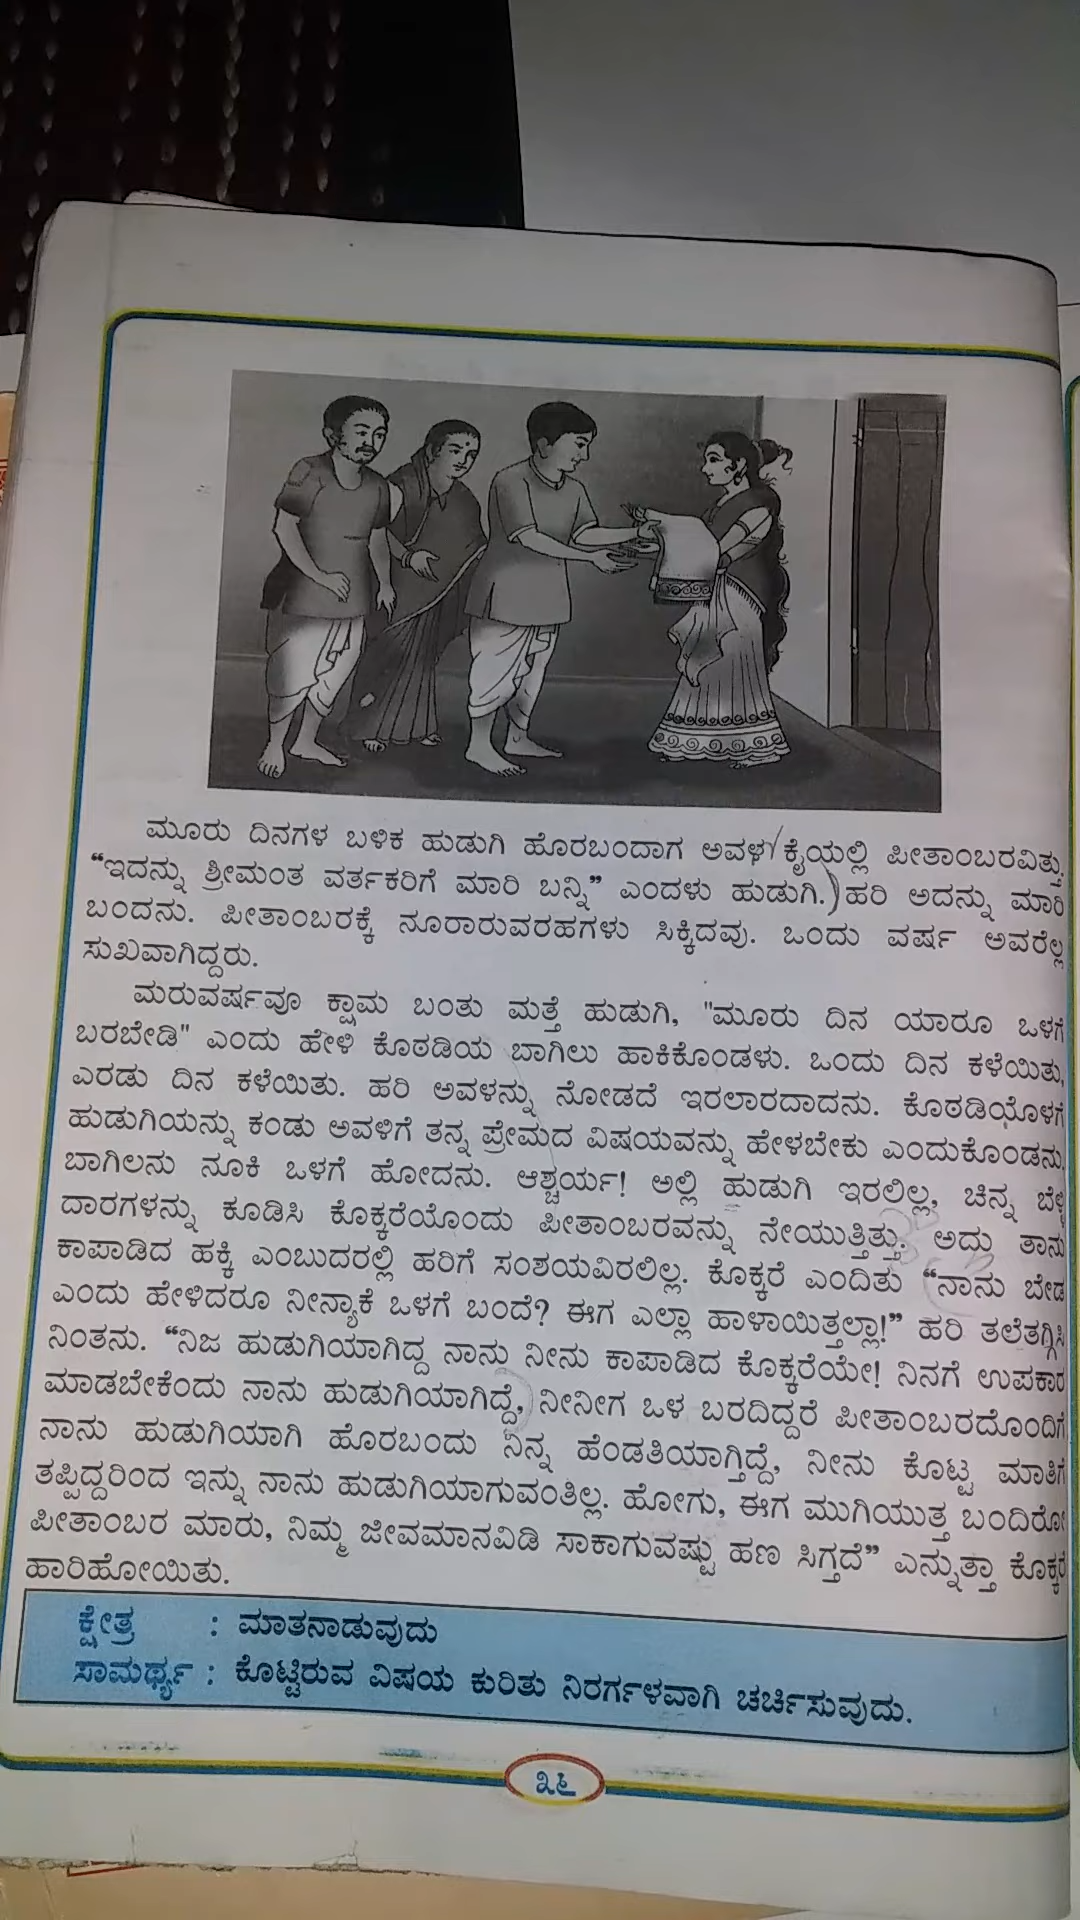 ಮೂರು ದಿನಗಳ ಬಳಿಕ ಹುಡುಗಿ ಹೊರಬಂದಾಗ ಅವಳ ಕೈಯಲ್ಲಿ ಪೀತಾಂಬರವಿತ್ತು.
“ಇದನ್ನು ಶ್ರೀಮಂತ ವರ್ತಕರಿಗೆ ಮಾರಿ ಬನ್ನಿ” ಎಂದಳು ಹುಡುಗಿ. ಹರಿ ಅದನ್ನು ಮಾರಿ
ಬಂದನು. ಪೀತಾಂಬರಕ್ಕೆ ನೂರಾರುವರಹಗಳು ಸಿಕ್ಕಿದವು. ಒಂದು ವರ್ಷ ಅವರೆಲ್ಲ
ಸುಖವಾಗಿದ್ದರು.
ಮರುವರ್ಷವೂ ಕ್ಷಾಮ ಬಂತು ಮತ್ತೆ ಹುಡುಗಿ, "ಮೂರು ದಿನ ಯಾರೂ ಒಳಗೆ
ಬರಬೇಡಿ" ಎಂದು ಹೇಳಿ ಕೊಠಡಿಯ ಬಾಗಿಲು ಹಾಕಿಕೊಂಡಳು. ಒಂದು ದಿನ ಕಳೆಯಿತು,
ಎರಡು ದಿನ ಕಳೆಯಿತು. ಹರಿ ಅವಳನ್ನು ನೋಡದೆ ಇರಲಾರದಾದನು. ಕೊಠಡಿಯೊಳಗೆ
ಹುಡುಗಿಯನ್ನು ಕಂಡು ಅವಳಿಗೆ ತನ್ನ ಪ್ರೇಮದ ವಿಷಯವನ್ನು ಹೇಳಬೇಕು ಎಂದುಕೊಂಡನು.
ಬಾಗಿಲನು ನೂಕಿ ಒಳಗೆ ಹೋದನು. ಆಶ್ಚರ್ಯ! ಅಲ್ಲಿ ಹುಡುಗಿ ಇರಲಿಲ್ಲ, ಚಿನ್ನ ಬೆಳ್ಳಿ
ದಾರಗಳನ್ನು ಕೂಡಿಸಿ ಕೊಕ್ಕರೆಯೊಂದು ಪೀತಾಂಬರವನ್ನು ನೇಯುತ್ತಿತ್ತು. ಅದು ತಾನು
ಕಾಪಾಡಿದ ಹಕ್ಕಿ ಎಂಬುದರಲ್ಲಿ ಹರಿಗೆ ಸಂಶಯವಿರಲಿಲ್ಲ. ಕೊಕ್ಕರೆ ಎಂದಿತು “ನಾನು ಬೇಡ
ಎಂದು ಹೇಳಿದರೂ ನೀನ್ಯಾಕೆ ಒಳಗೆ ಬಂದೆ? ಈಗ ಎಲ್ಲಾ ಹಾಳಾಯಿತ್ತಲ್ಲಾ!” ಹರಿ ತಲೆತಗ್ಗಿಸಿ
ನಿಂತನು. “ನಿಜ ಹುಡುಗಿಯಾಗಿದ್ದ ನಾನು ನೀನು ಕಾಪಾಡಿದ ಕೊಕ್ಕರೆಯೇ! ನಿನಗೆ ಉಪಕಾರ
ಮಾಡಬೇಕೆಂದು ನಾನು ಹುಡುಗಿಯಾಗಿದ್ದೆ, ನೀನೀಗ ಒಳ ಬರದಿದ್ದರೆ ಪೀತಾಂಬರದೊಂದಿಗೆ
ನಾನು ಹುಡುಗಿಯಾಗಿ ಹೊರಬಂದು ನಿನ್ನ ಹೆಂಡತಿಯಾಗ್ತಿದ್ದೆ, ನೀನು ಕೊಟ್ಟ ಮಾತಿಗೆ
ತಪ್ಪಿದ್ದರಿಂದ ಇನ್ನು ನಾನು ಹುಡುಗಿಯಾಗುವಂತಿಲ್ಲ. ಹೋಗು, ಈಗ ಮುಗಿಯುತ್ತ ಬಂದಿರೋ
ಪೀತಾಂಬರ ಮಾರು, ನಿಮ್ಮ ಜೀವಮಾನವಿಡಿ ಸಾಕಾಗುವಷ್ಟು ಹಣ ಸಿಗ್ತದೆ” ಎನ್ನುತ್ತಾ ಕೊಕ್ಕರೆ
ಹಾರಿಹೋಯಿತು.
ಕ್ಷೇತ್ರ : ಮಾತನಾಡುವುದು
ಸಾಮರ್ಥ್ಯ : ಕೊಟ್ಟಿರುವ ವಿಷಯ ಕುರಿತು ನಿರರ್ಗಳವಾಗಿ ಚರ್ಚಿಸುವುದು.
೩೬